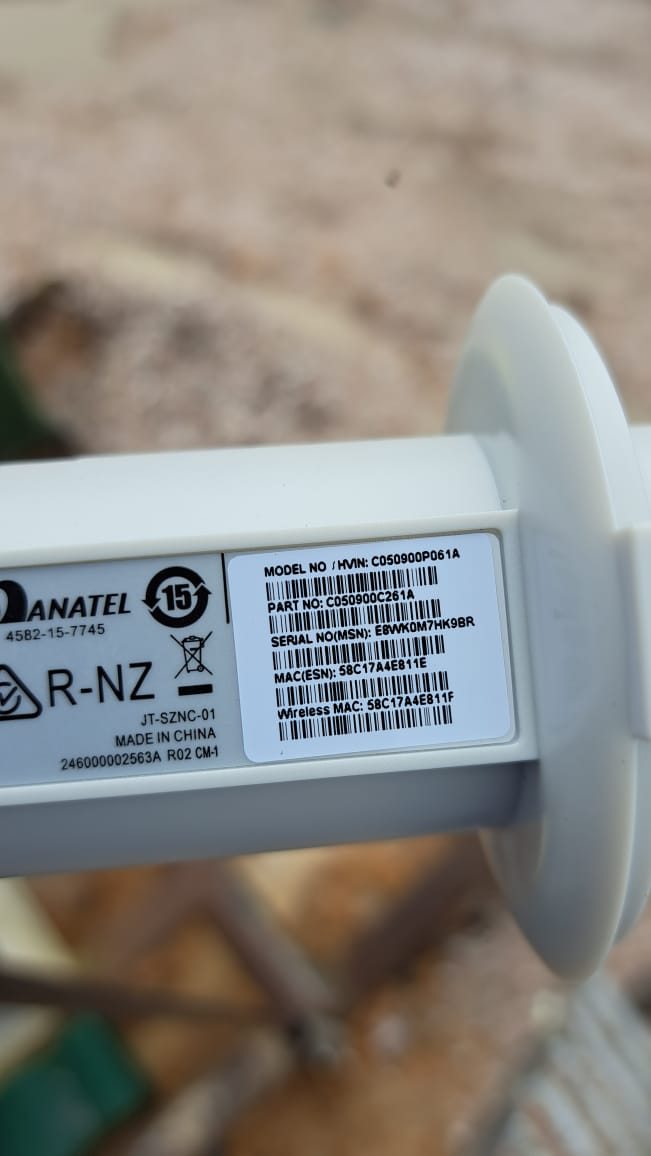 ANATEL
15
4582-15-7745
R-NZ
JT-SZNC-01
MADE IN CHINA
246000002563A R02 CM-1
MODEL NO / HVIN: C050900P061A
PART NO: C050900C261A
SERIAL NO(MSN): E8WK0M7HK9BR
MAC(ESN): 58C17A4E811E
Wireless MAC: 58C17A4E811F